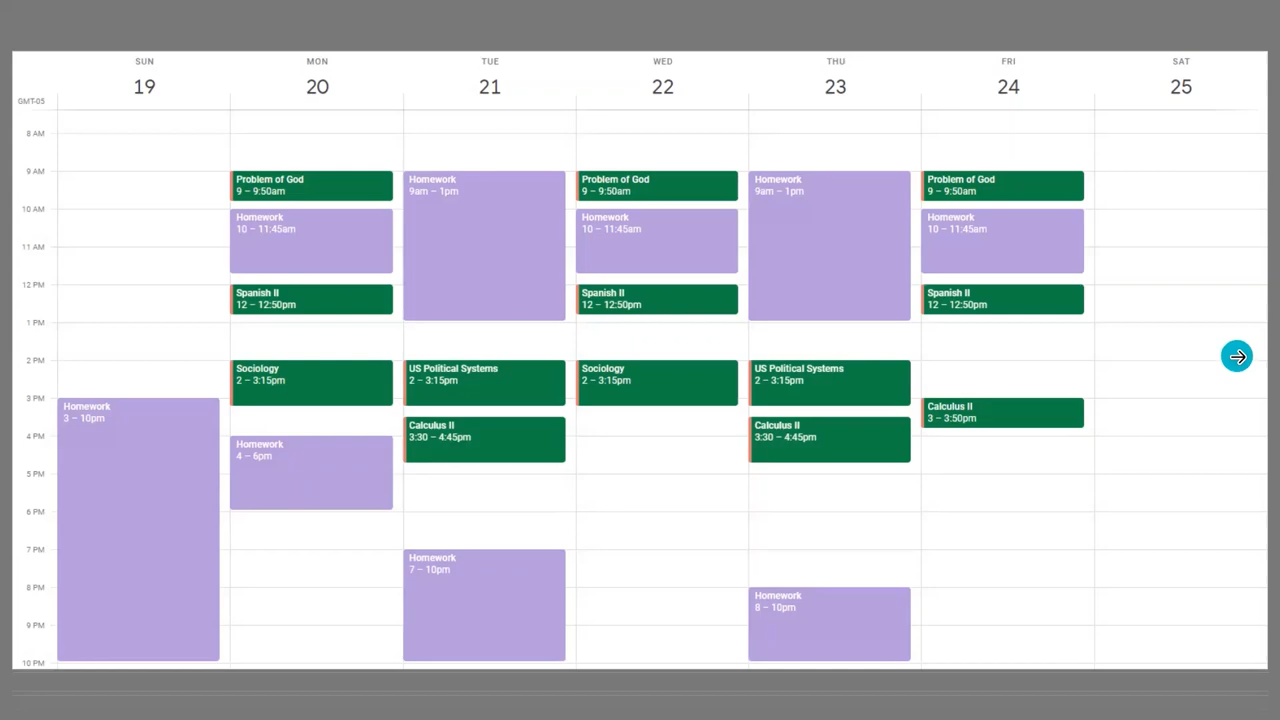 SUN
MON
TUE
WED
THU
FRI
SAT
19
20
21
22
23
24
25
GMT-05
8 AM
9 AM
10 AM
11 AM
12 PM
1 PM
2 PM
3 PM
4 PM
5 PM
6 PM
7 PM
8 PM
9 PM
10 PM
Homework
3 – 10pm
Problem of God
9 – 9:50am
Homework
10 – 11:45am
Spanish II
12 – 12:50pm
Sociology
2 – 3:15pm
Homework
4 – 6pm
Homework
9am – 1pm
US Political Systems
2 – 3:15pm
Calculus II
3:30 – 4:45pm
Homework
7 – 10pm
Problem of God
9 – 9:50am
Homework
10 – 11:45am
Spanish II
12 – 12:50pm
Sociology
2 – 3:15pm
Homework
9am – 1pm
US Political Systems
2 – 3:15pm
Calculus II
3:30 – 4:45pm
Homework
8 – 10pm
Problem of God
9 – 9:50am
Homework
10 – 11:45am
Spanish II
12 – 12:50pm
Calculus II
3 – 3:50pm